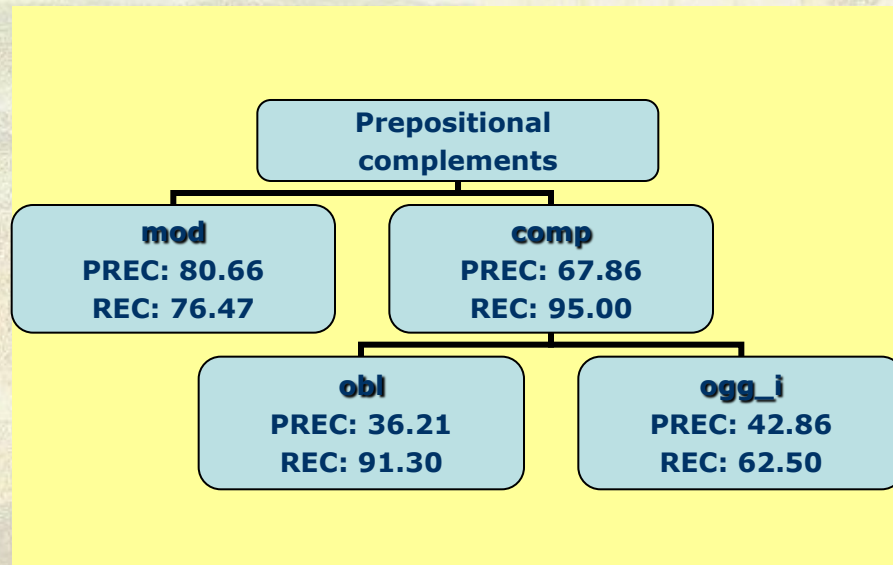 Prepositional
complements
mod
PREC: 80.66
REC: 76.47
comp
PREC: 67.86
REC: 95.00
obl
PREC: 36.21
REC: 91.30
ogg_i
PREC: 42.86
REC: 62.50